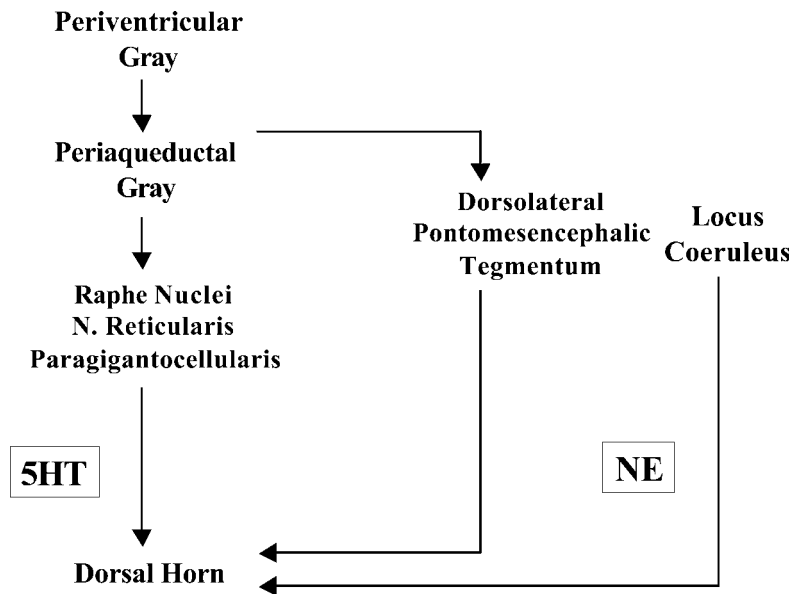 Periventricular
Gray
Periaqueductal
Gray
Dorsolateral
Pontomesencephalic
Tegmentum
Locus
Coeruleus
Raphe Nuclei
N. Reticularis
Paragigantocellularis
5HT
NE
Dorsal Horn